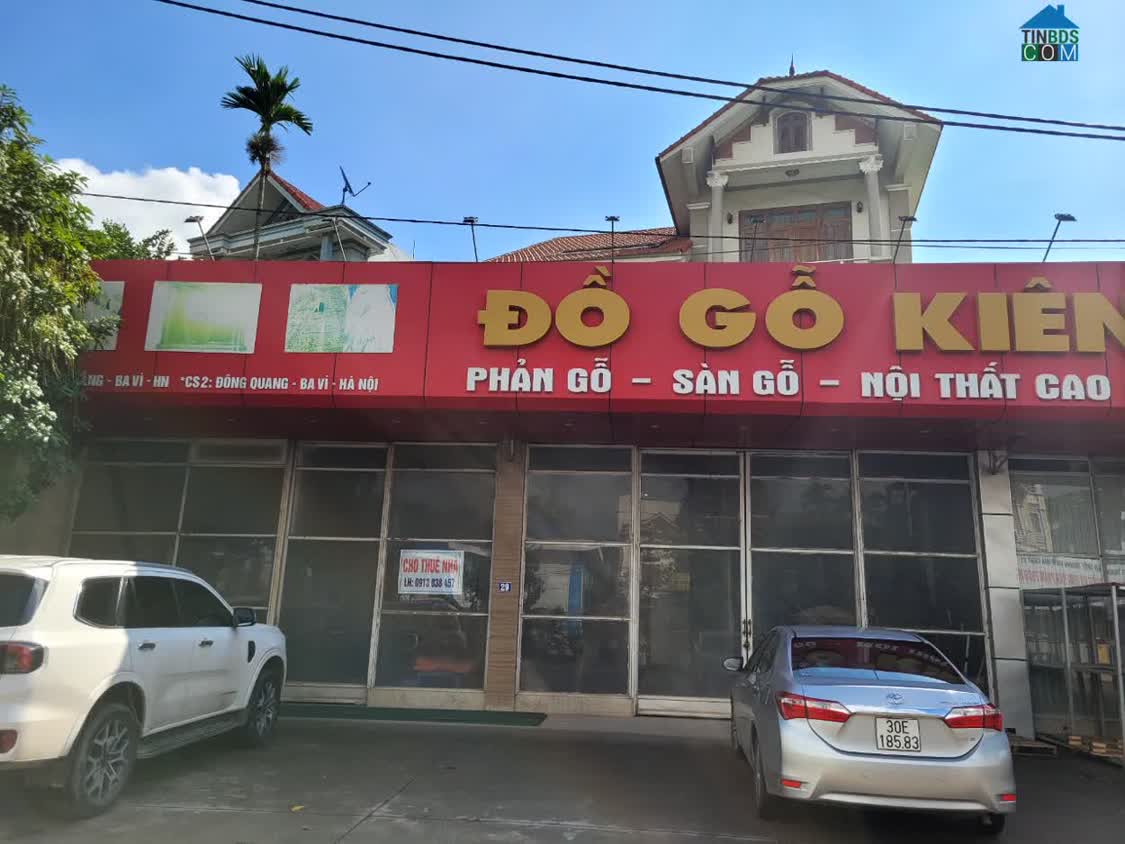 TINBDS
COM
ĐỒ GỖ KIÊN
PHẢN GỖ - SÀN GỖ - NỘI THẤT CAO
- BA VÌ - HN *CS2: ĐÔNG QUANG - BA VÌ - HÀ NỘI
CHO THUÊ NHÀ
LH: 0913 838 457
20
30E
185.83